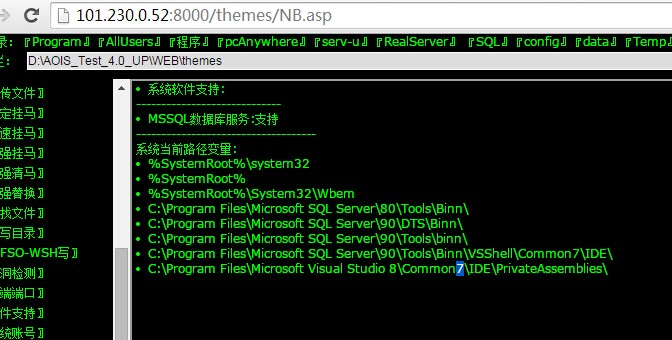 101.230.0.52:8000/themes/NB.asp
录: 『Program』『AllUsers』『程序』『pcAnywhere』『serv-u』『RealServer』『SQL』『config』『data』『Temp』
栏: D:\AOIS_Test_4.0_UP\WEB\themes
传文件〗
定挂马〗
速挂马〗
强挂马〗
强清马〗
强替换〗
找文件〗
写目录〗
FSO-WSH写〗
洞检测〗
端端口〗
件支持〗
统账号〗
• 系统软件支持:
-----------------------------
• MSSQL数据库服务:支持
------------------------------------
系统当前路径变量:
• %SystemRoot%\system32
• %SystemRoot%
• %SystemRoot%\System32\Wbem
• C:\Program Files\Microsoft SQL Server\80\Tools\Binn\
• C:\Program Files\Microsoft SQL Server\90\DTS\Binn\
• C:\Program Files\Microsoft SQL Server\90\Tools\binn\
• C:\Program Files\Microsoft SQL Server\90\Tools\Binn\VSShell\Common7\IDE\
• C:\Program Files\Microsoft Visual Studio 8\Common7\IDE\PrivateAssemblies\